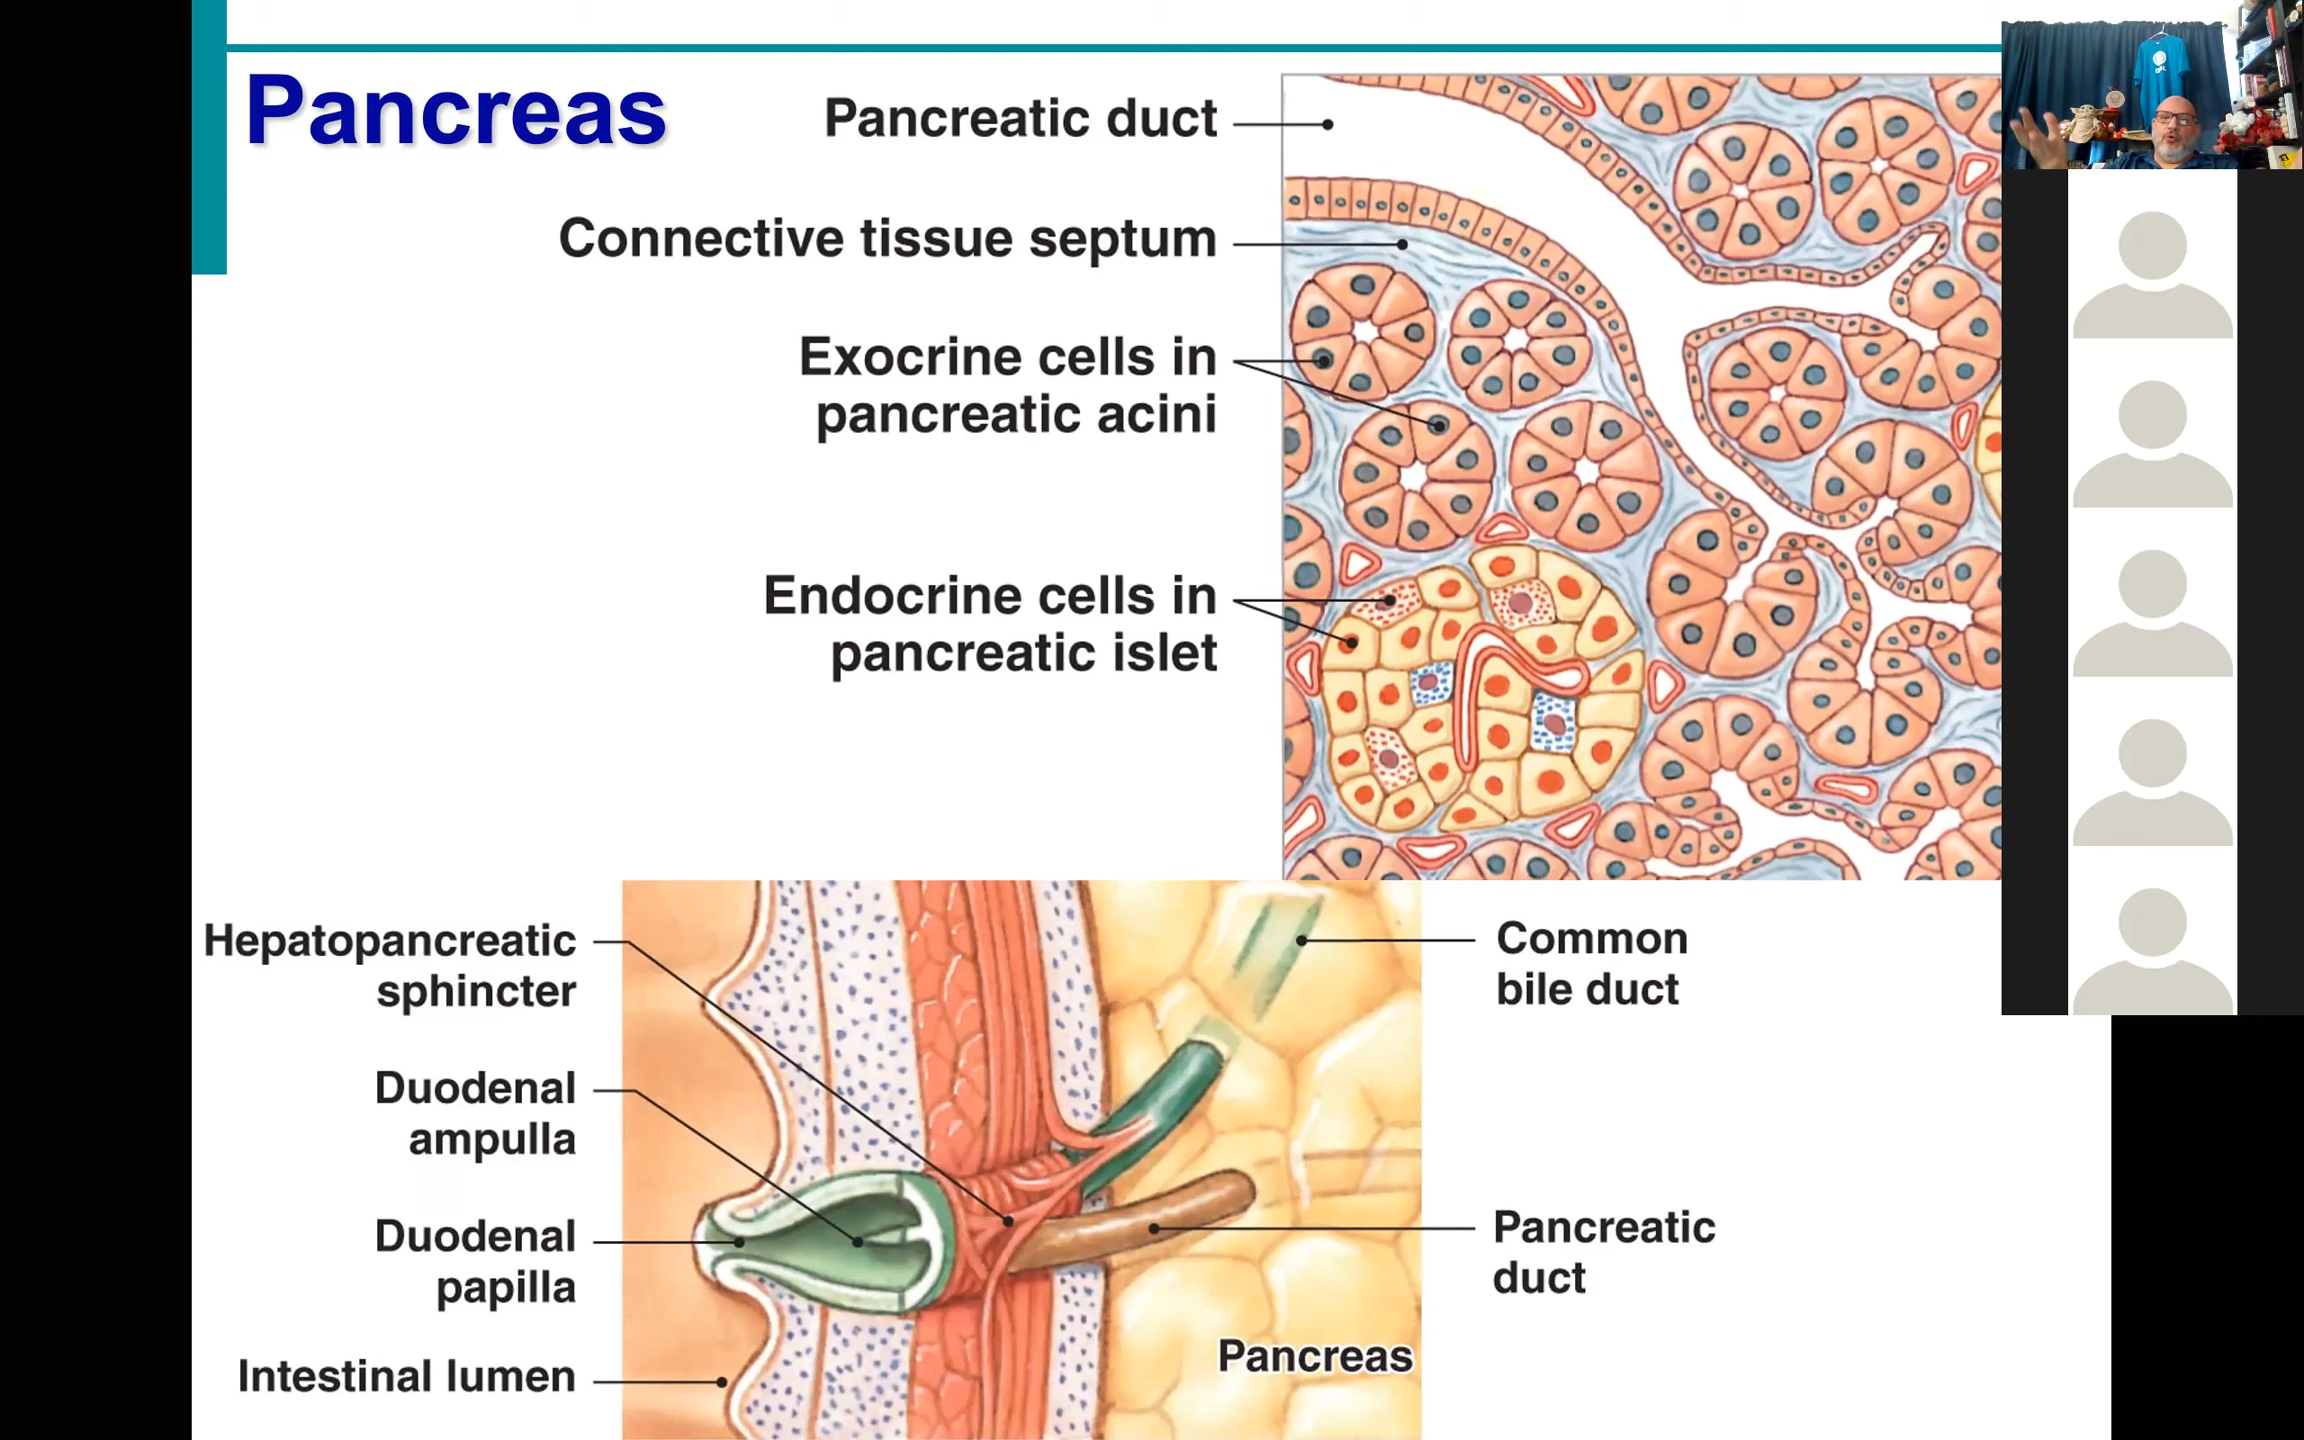 Pancreas
Pancreatic duct
Connective tissue septum
Exocrine cells in
pancreatic acini
Endocrine cells in
pancreatic islet
Hepatopancreatic
sphincter
Duodenal
ampulla
Duodenal
papilla
Intestinal lumen
Common
bile duct
Pancreatic
duct
Pancreas